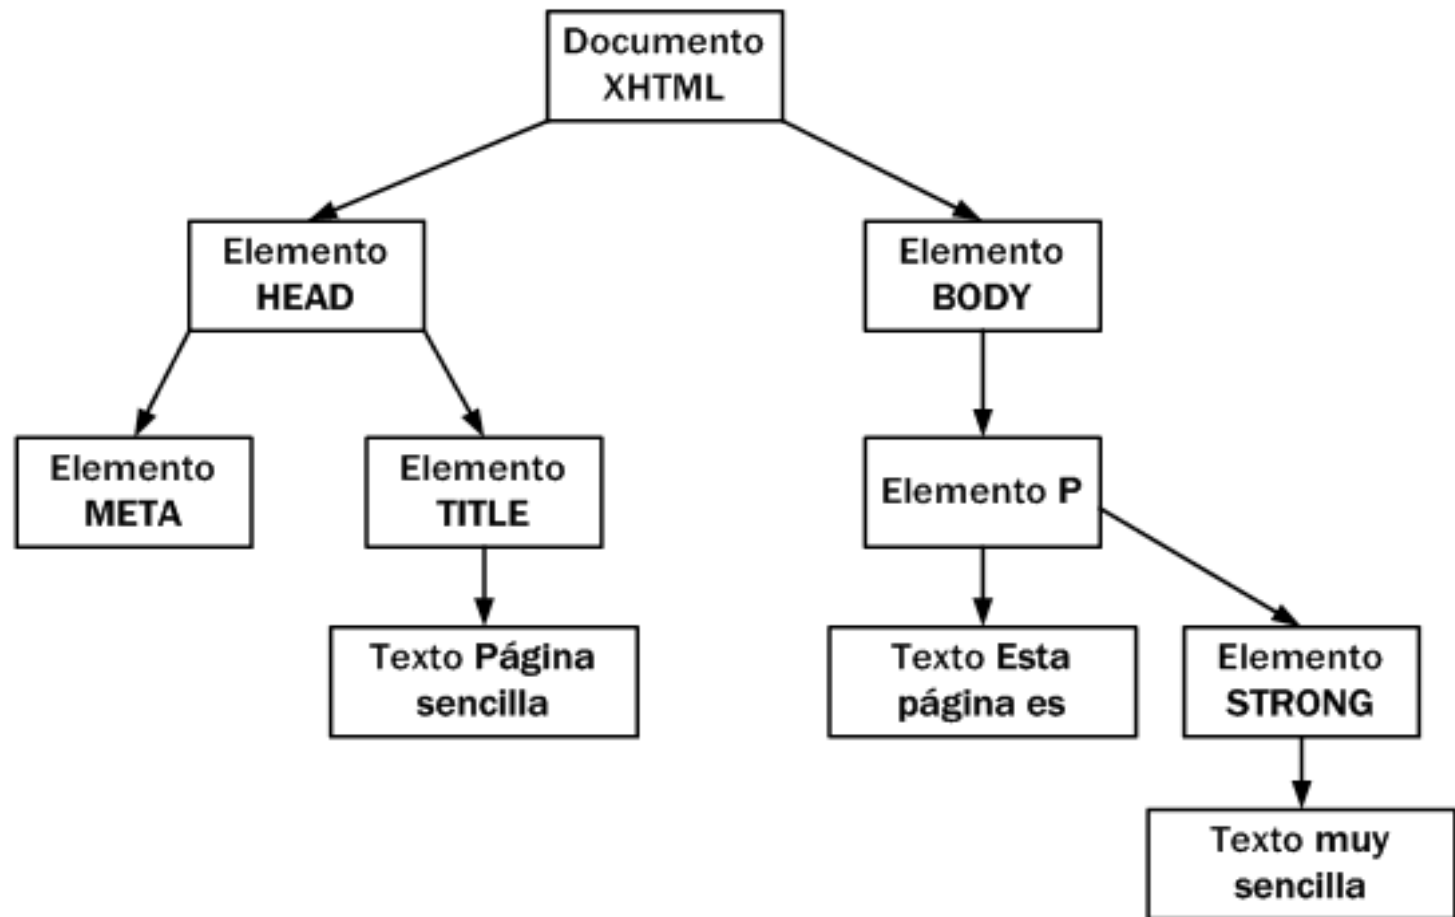 Documento
XHTML
Elemento
HEAD
Elemento
BODY
Elemento
META
Elemento
TITLE
Elemento P
Texto Página
sencilla
Texto Esta
página es
Elemento
STRONG
Texto muy
sencilla